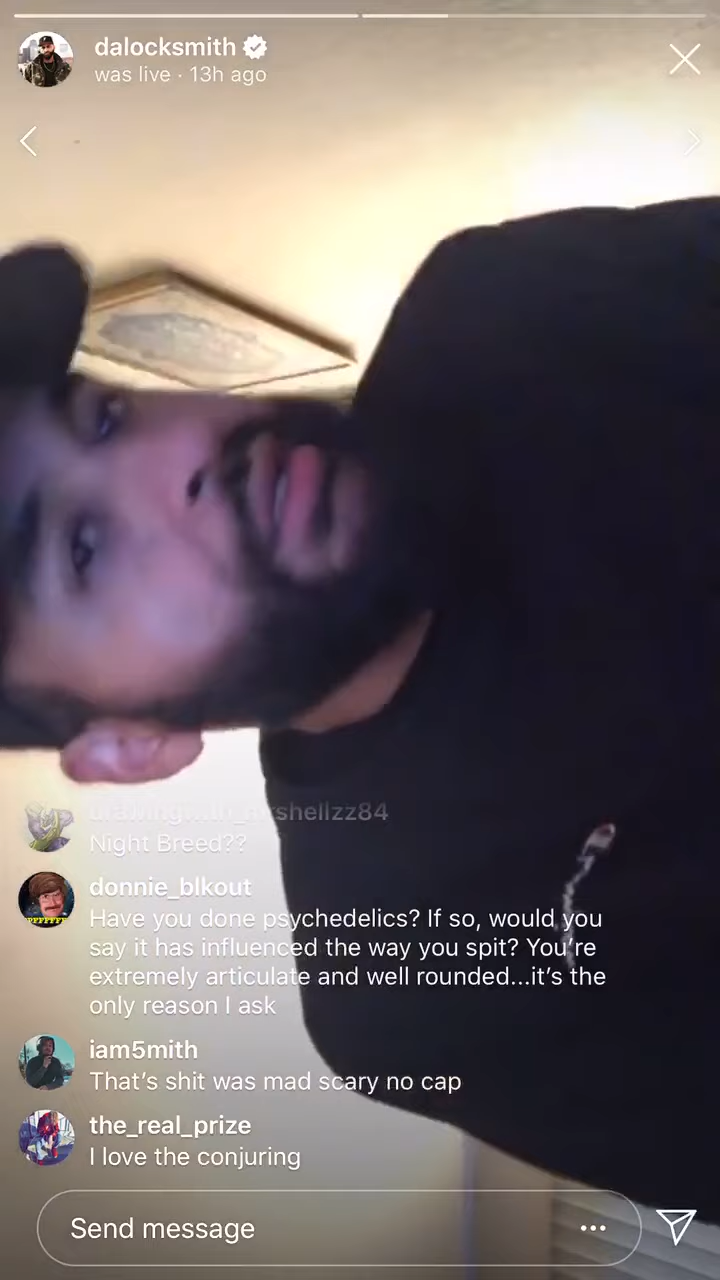 dalocksmith
was live · 13h ago
Night Breed??
donnie_blkout
Have you done psychedelics? If so, would you
say it has influenced the way you spit? You’re
extremely articulate and well rounded...it’s the
only reason I ask
iam5mith
That’s shit was mad scary no cap
the_real_prize
I love the conjuring
Send message